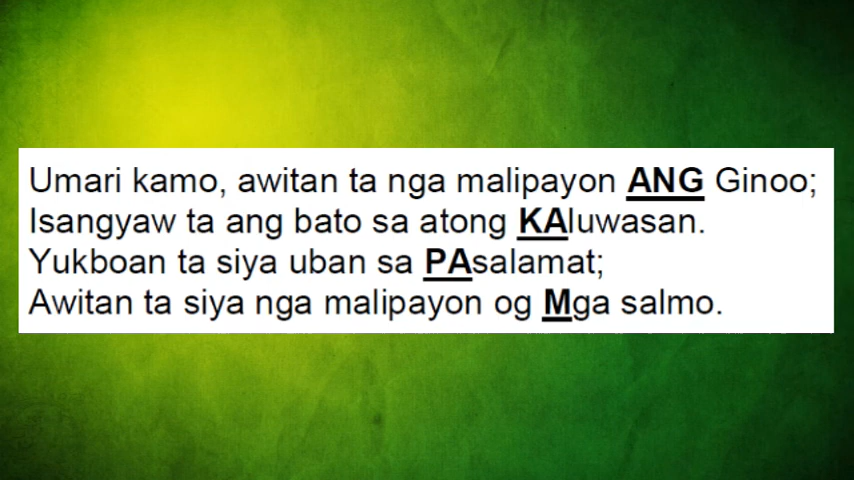 Umari kamo, awitan ta nga malipayon ANG Ginoo;
Isangyaw ta ang bato sa atong KAluwasan.
Yukboan ta siya uban sa PAsalamat;
Awitan ta siya nga malipayon og Mga salmo.